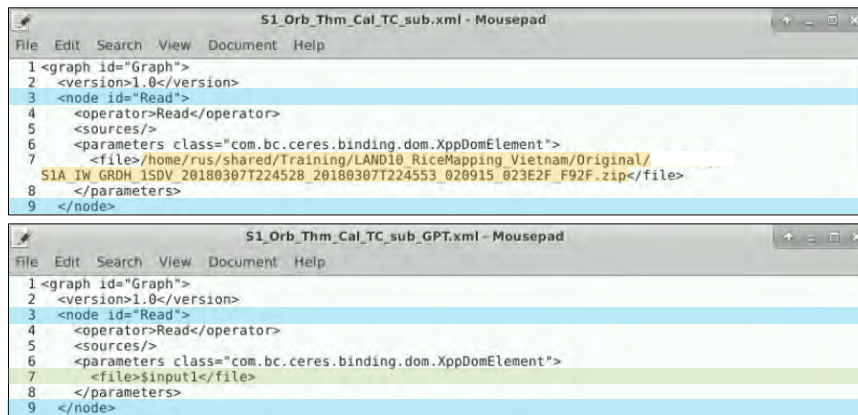 S1_Orb_Thm_Cal_TC_sub.xml - Mousepad
File Edit Search View Document Help
1 <graph id="Graph">
2 <version>1.0</version>
3 <node id="Read">
4 <operator>Read</operator>
5 <sources/>
6 <parameters class="com.bc.ceres.binding.dom.XppDomElement">
7 <file>/home/rus/shared/Training/LAND10_RiceMapping_Vietnam/Original/
S1A_IW_GRDH_1SDV_20180307T224528_20180307T224553_020915_023E2F_F92F.zip</file>
8 </parameters>
9 </node>
S1_Orb_Thm_Cal_TC_sub_GPT.xml - Mousepad
File Edit Search View Document Help
1 <graph id="Graph">
2 <version>1.0</version>
3 <node id="Read">
4 <operator>Read</operator>
5 <sources/>
6 <parameters class="com.bc.ceres.binding.dom.XppDomElement">
7 <file>$input1</file>
8 </parameters>
9 </node>